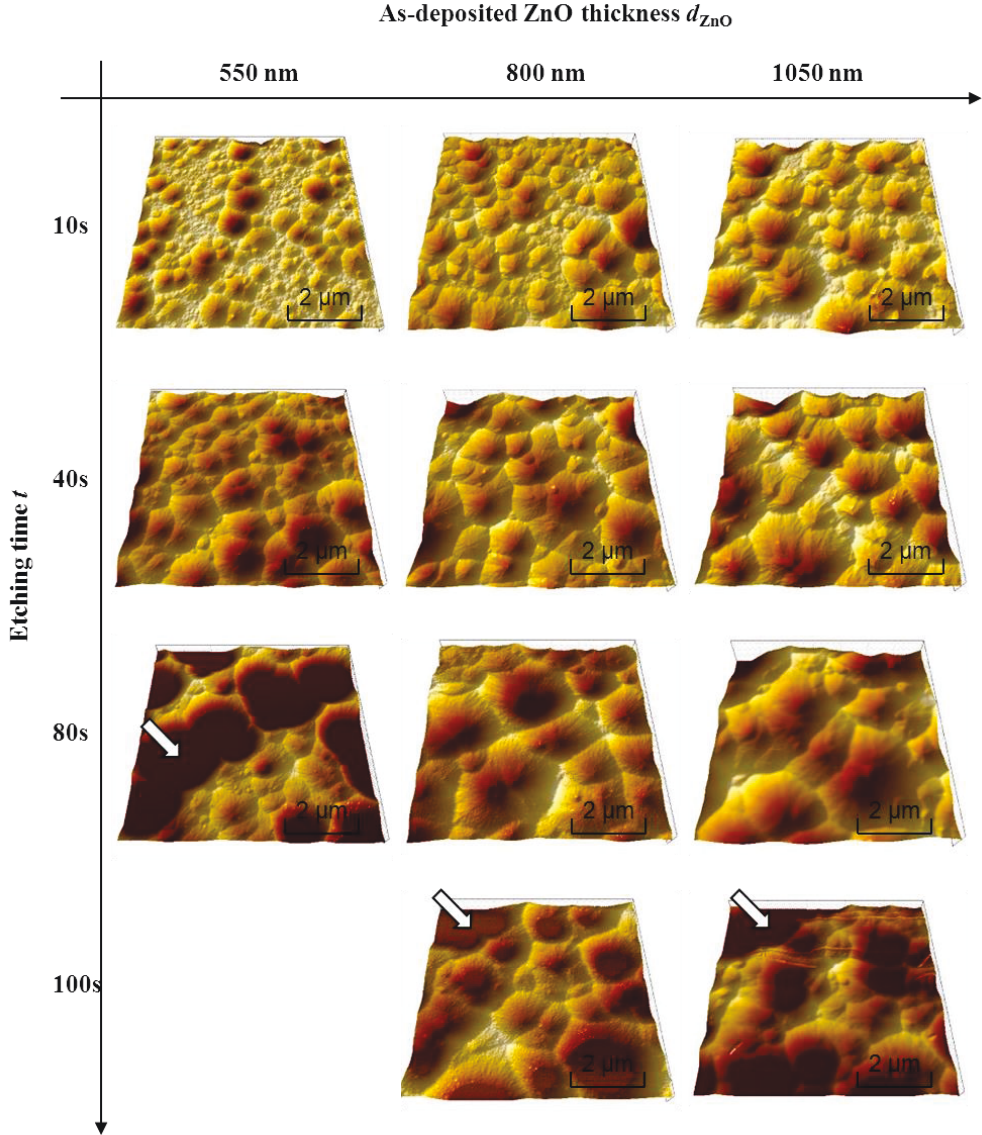 As-deposited ZnO thickness dZnO
550 nm
800 nm
1050 nm
Etching time t
10s
2 µm
2 µm
2 µm
40s
2 µm
2 µm
2 µm
80s
2 µm
2 µm
2 µm
100s
2 µm
2 µm